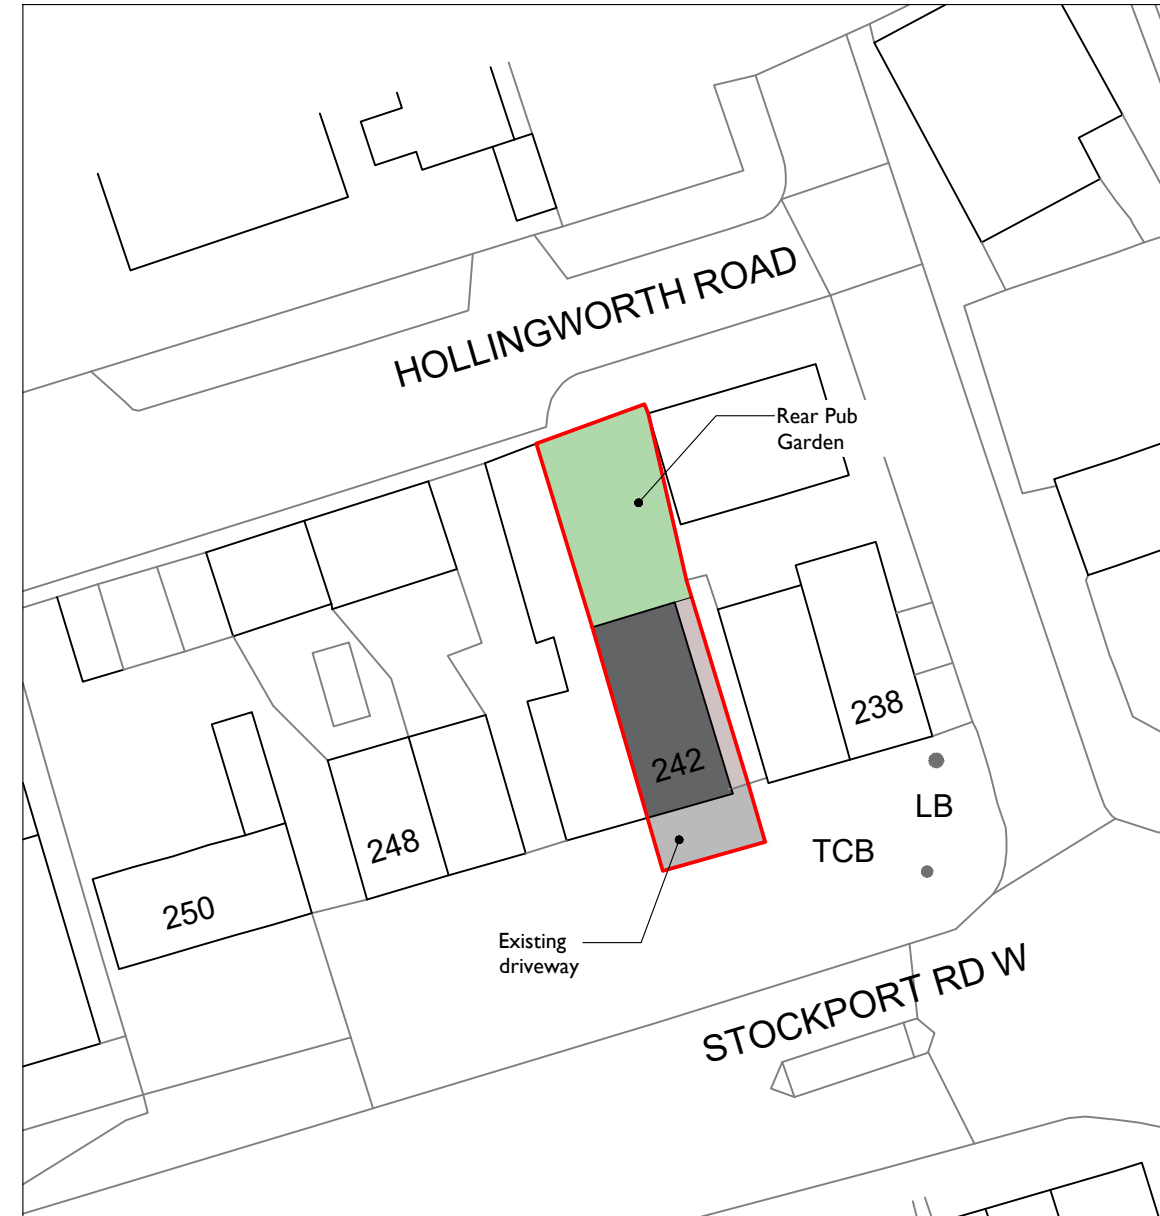 HOLLINGWORTH ROAD
Rear Pub
Garden
238
242
LB
248
TCB
250
Existing
driveway
STOCKPORT RD W